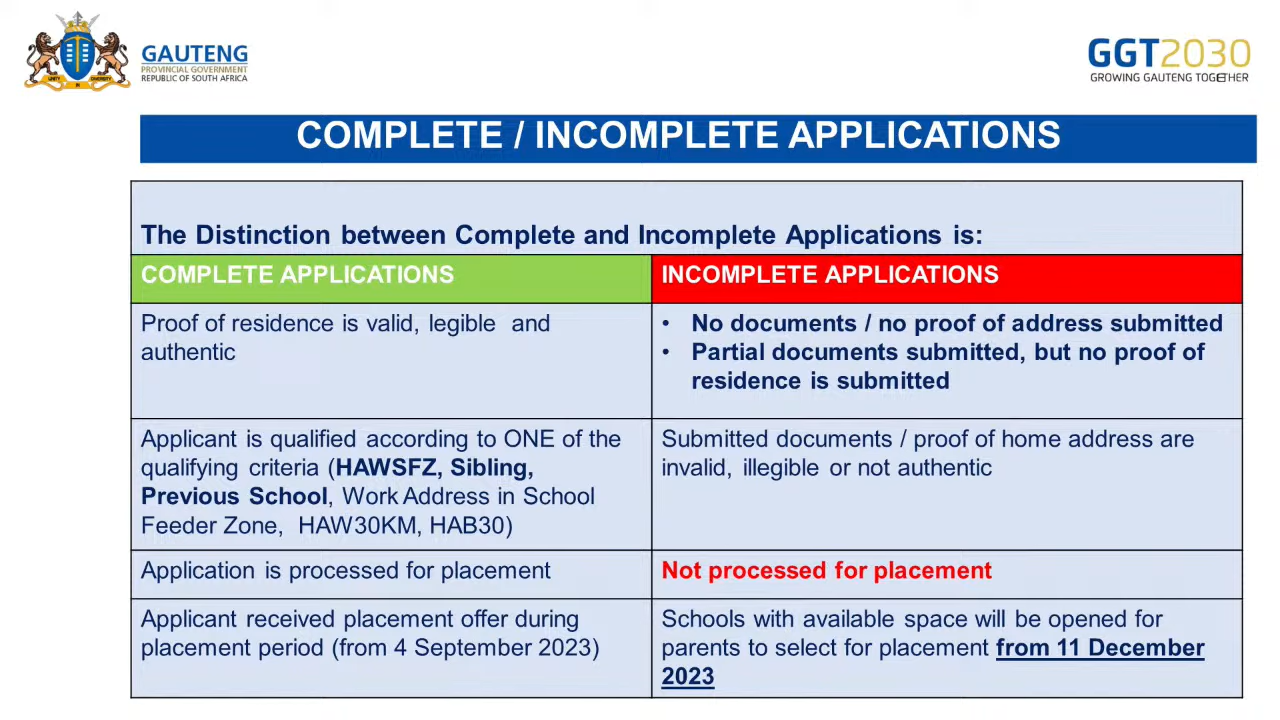 GAUTENG
PROVINCIAL GOVERNMENT
REPUBLIC OF SOUTH AFRICA
UNITY IN DIVERSITY
GGT2030
GROWING GAUTENG TOGETHER
COMPLETE / INCOMPLETE APPLICATIONS
The Distinction between Complete and Incomplete Applications is:
COMPLETE APPLICATIONS
INCOMPLETE APPLICATIONS
Proof of residence is valid, legible and
authentic
• No documents / no proof of address submitted
• Partial documents submitted, but no proof of
residence is submitted
Applicant is qualified according to ONE of the
qualifying criteria (HAWSFZ, Sibling,
Previous School, Work Address in School
Feeder Zone, HAW30KM, HAB30)
Submitted documents / proof of home address are
invalid, illegible or not authentic
Application is processed for placement
Not processed for placement
Applicant received placement offer during
placement period (from 4 September 2023)
Schools with available space will be opened for
parents to select for placement from 11 December
2023